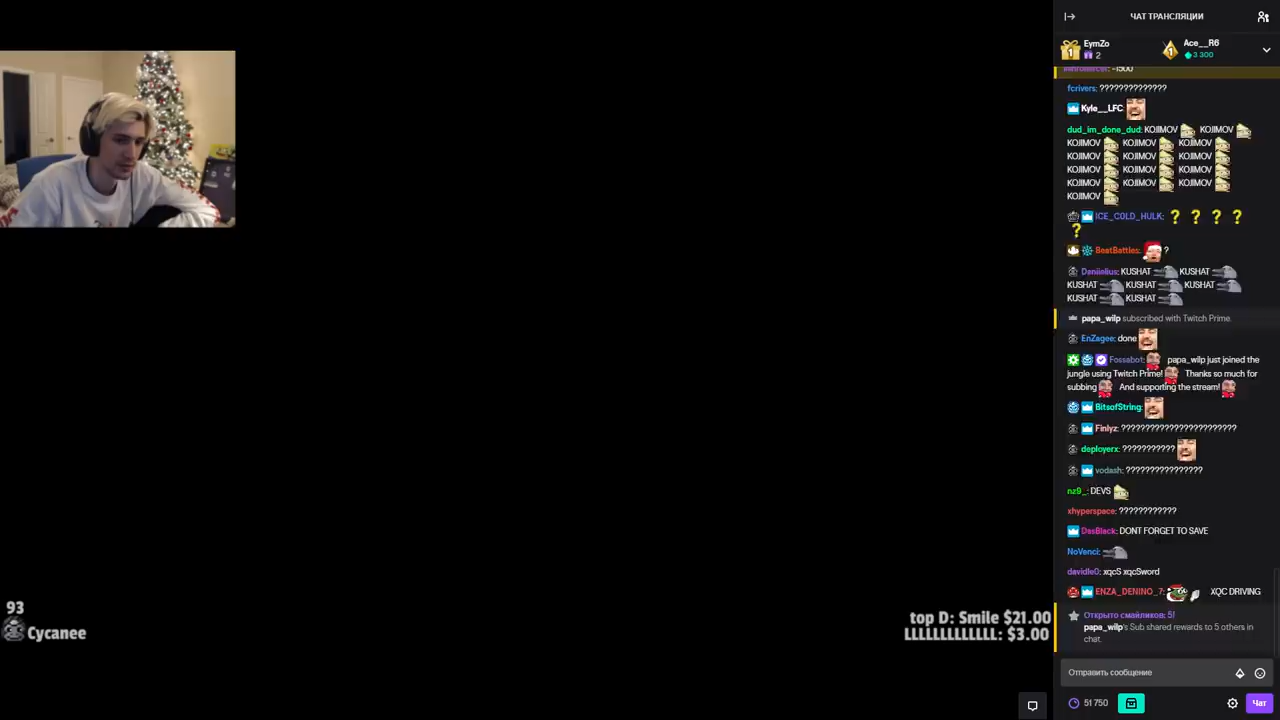 93
Cycanee
top D: Smile $21.00
LLLLLLLLLLLLL: $3.00
ЧАТ ТРАНСЛЯЦИИ
EymZo
2
Ace__R6
3 300
-1500
fcrivers: ??????????????
Kyle__LFC
dud_im_done_dud: KOJIMOV KOJIMOV
KOJIMOV KOJIMOV KOJIMOV
KOJIMOV KOJIMOV KOJIMOV
KOJIMOV KOJIMOV KOJIMOV
KOJIMOV KOJIMOV KOJIMOV
KOJIMOV
ICE_COLD_HULK: ? ? ? ?
?
BeatBattles: ?
Daniielius: KUSHAT KUSHAT
KUSHAT KUSHAT KUSHAT
KUSHAT KUSHAT
papa_wilp subscribed with Twitch Prime.
EnZagee: done
Fossabot: papa_wilp just joined the
jungle using Twitch Prime! Thanks so much for
subbing And supporting the stream!
BitsofString:
Finlyz: ???????????????????????
deployerx: ???????????
vodash: ????????????????
nz9_: DEVS
xhyperspace: ????????????
DasBlack: DONT FORGET TO SAVE
NoVenci:
davidle0: xqcS xqcSword
ENZA_DENINO_7: XQC DRIVING
Открыто смайликов: 5!
papa_wilp's Sub shared rewards to 5 others in
chat.
Отправить сообщение
51 750
Чат